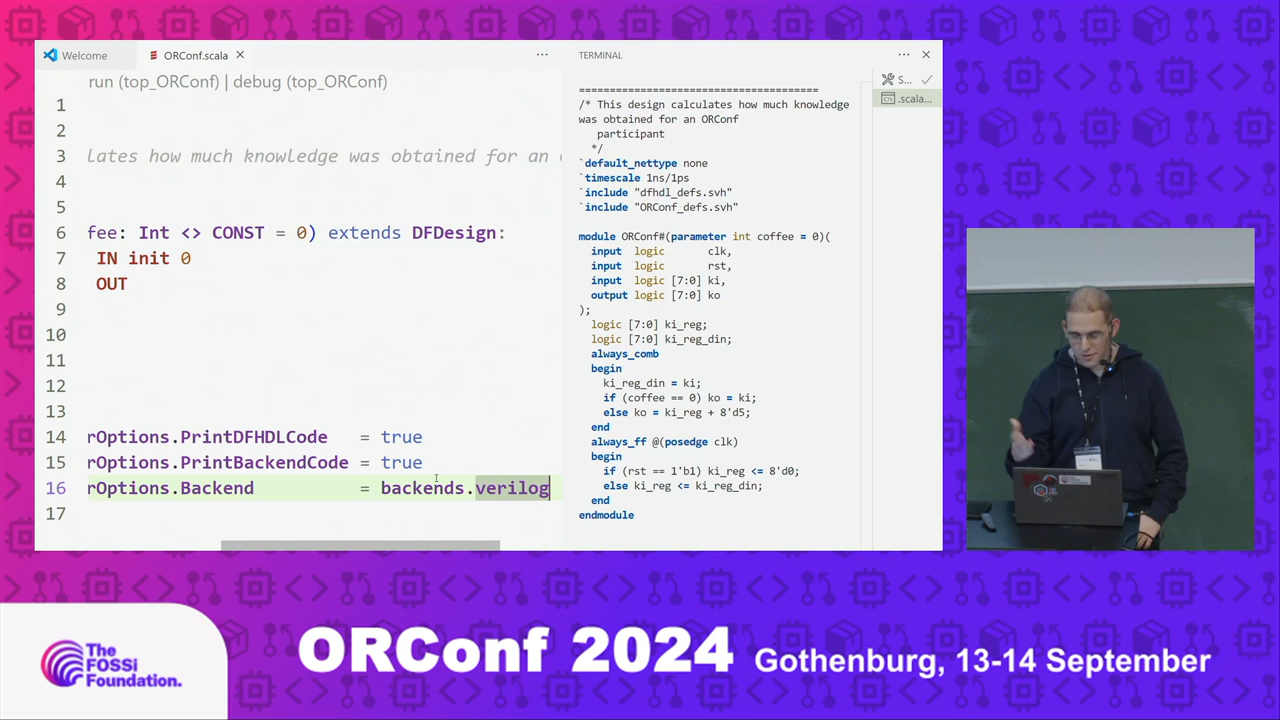 Welcome
ORConf.scala
TERMINAL
run (top_ORConf) | debug (top_ORConf)
S...
.scala...
1
2
3 lates how much knowledge was obtained for an
4
5
6 fee: Int <> CONST = 0) extends DFDesign:
7 IN init 0
8 OUT
9
10
11
12
13
14 rOptions.PrintDFHDLCode = true
15 rOptions.PrintBackendCode = true
16 rOptions.Backend = backends.verilog
17
=======================================
/* This design calculates how much knowledge
was obtained for an ORConf
participant
*/
`default_nettype none
`timescale 1ns/1ps
`include "dfhdl_defs.svh"
`include "ORConf_defs.svh"
module ORConf#(parameter int coffee = 0)(
input logic clk,
input logic rst,
input logic [7:0] ki,
output logic [7:0] ko
);
logic [7:0] ki_reg;
logic [7:0] ki_reg_din;
always_comb
begin
ki_reg_din = ki;
if (coffee == 0) ko = ki;
else ko = ki_reg + 8'd5;
end
always_ff @(posedge clk)
begin
if (rst == 1'b1) ki_reg <= 8'd0;
else ki_reg <= ki_reg_din;
end
endmodule
The
FOSSi
Foundation.
ORConf 2024 Gothenburg, 13-14 September